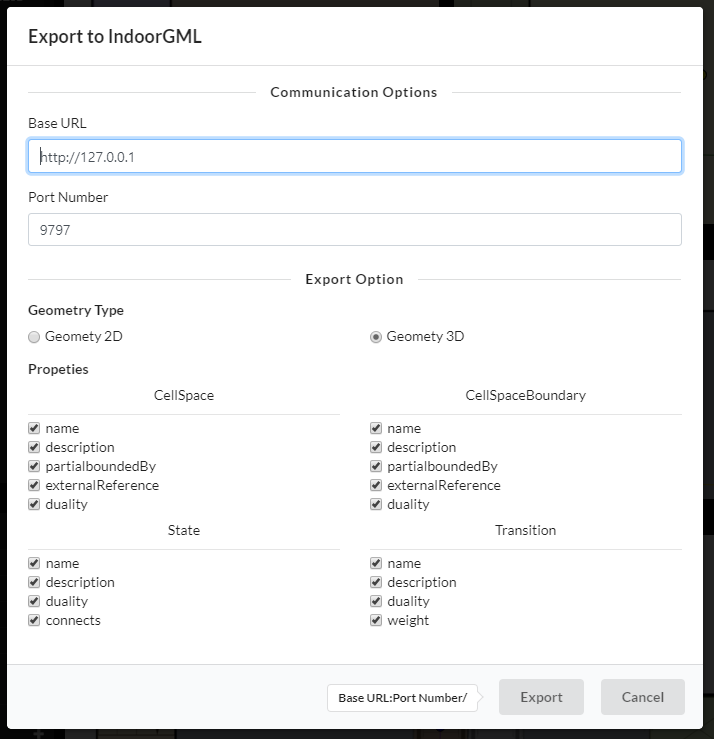 Export to IndoorGML
Communication Options
Base URL
http://127.0.0.1
Port Number
9797
Export Option
Geometry Type
Geomety 2D
Geomety 3D
Propeties
CellSpace
name
description
partialboundedBy
externalReference
duality
CellSpaceBoundary
name
description
partialboundedBy
externalReference
duality
State
name
description
duality
connects
Transition
name
description
duality
weight
Base URL:Port Number/
Export
Cancel